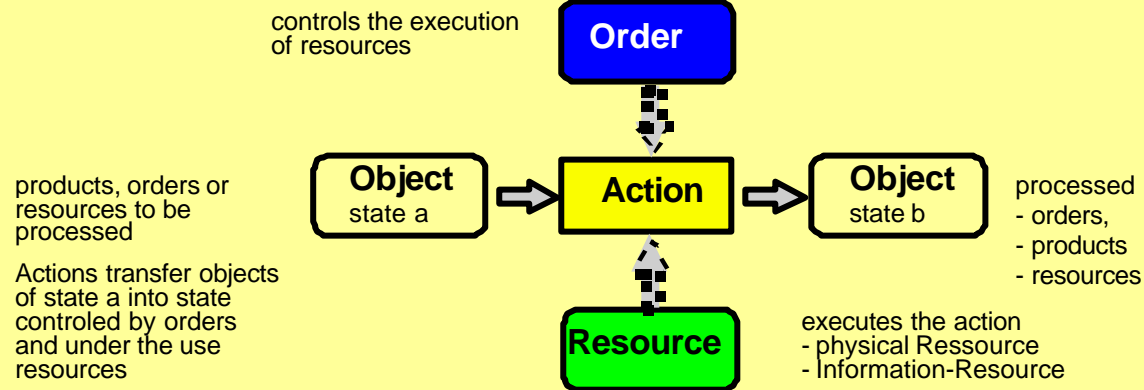 controls the execution
of resources
Order
Object
state a
Action
Object
state b
products, orders or
resources to be
processed
processed
- orders,
- products
- resources
Actions transfer objects
of state a into state
controled by orders
and under the use
resources
Resource
executes the action
- physical Ressource
- Information-Resource